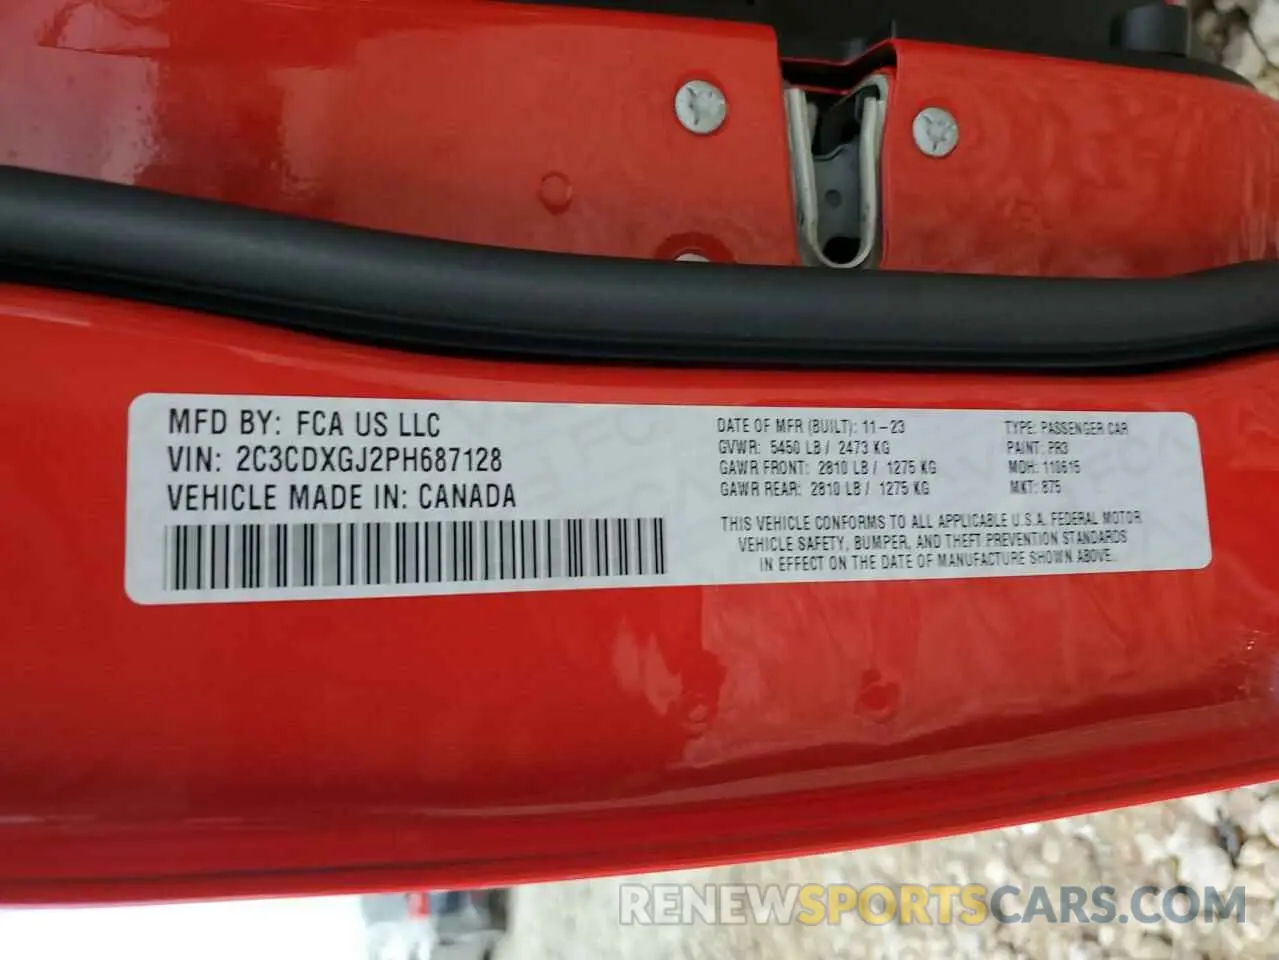 MFD BY: FCA US LLC
VIN: 2C3CDXGJ2PH687128
VEHICLE MADE IN: CANADA
DATE OF MFR (BUILT): 11-23
GVWR: 5450 LB / 2473 KG
GAWR FRONT: 2810 LB / 1275 KG
GAWR REAR: 2810 LB / 1275 KG
TYPE: PASSENGER CAR
PAINT: PR3
MDH: 110615
MKT: 875
THIS VEHICLE CONFORMS TO ALL APPLICABLE U.S.A. FEDERAL MOTOR
VEHICLE SAFETY, BUMPER, AND THEFT PREVENTION STANDARDS
IN EFFECT ON THE DATE OF MANUFACTURE SHOWN ABOVE.
RENEWSPORTSCARS.COM